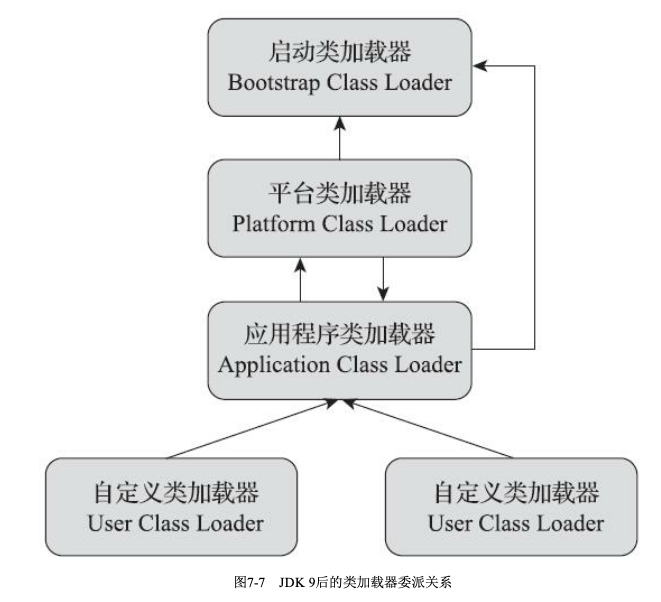 启动类加载器
Bootstrap Class Loader
平台类加载器
Platform Class Loader
应用程序类加载器
Application Class Loader
自定义类加载器
User Class Loader
自定义类加载器
User Class Loader
图7-7 JDK 9后的类加载器委派关系